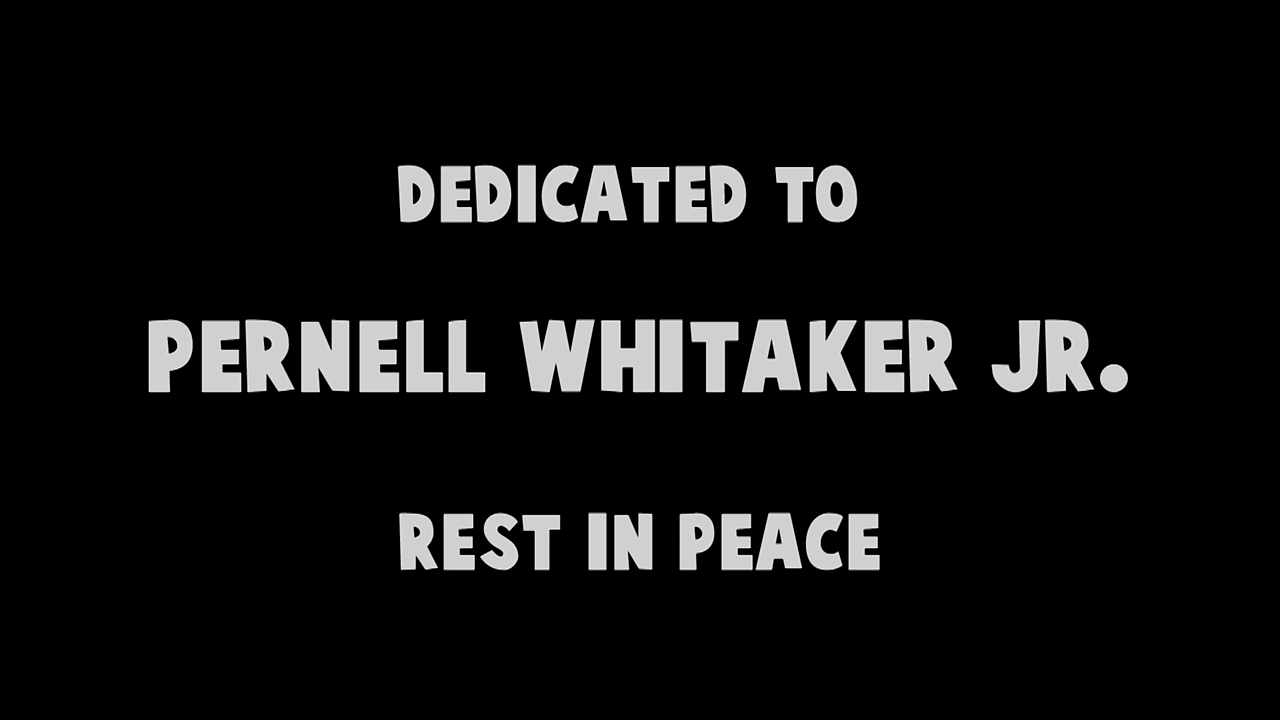 DEDICATED TO
PERNELL WHITAKER JR.
REST IN PEACE